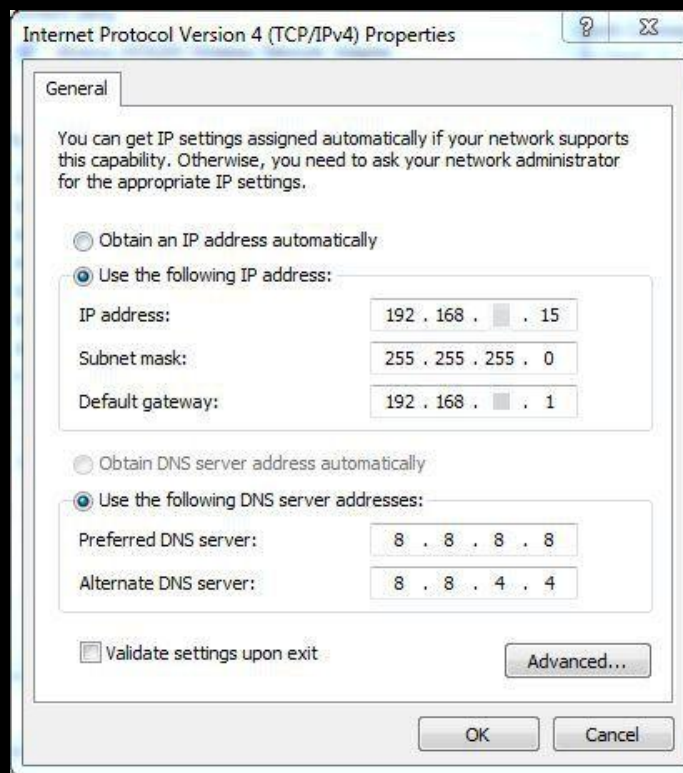 Internet Protocol Version 4 (TCP/IPv4) Properties
General
You can get IP settings assigned automatically if your network supports
this capability. Otherwise, you need to ask your network administrator
for the appropriate IP settings.
Obtain an IP address automatically
Use the following IP address:
IP address: 192 . 168 . . 15
Subnet mask: 255 . 255 . 255 . 0
Default gateway: 192 . 168 . . 1
Obtain DNS server address automatically
Use the following DNS server addresses:
Preferred DNS server: 8 . 8 . 8 . 8
Alternate DNS server: 8 . 8 . 4 . 4
Validate settings upon exit
Advanced...
OK Cancel